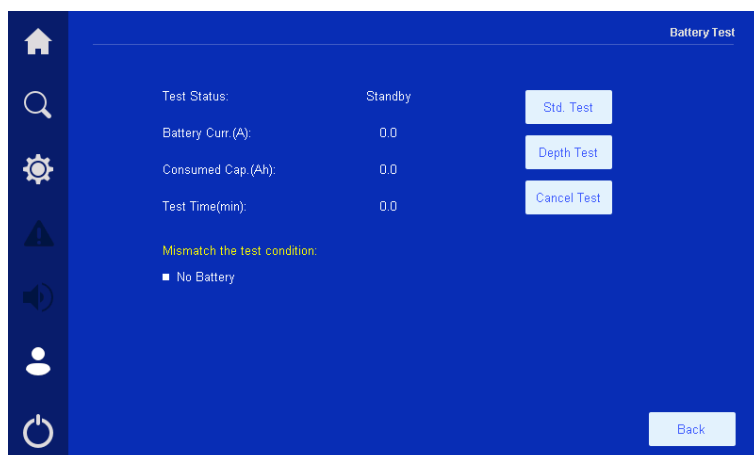 Battery Test
Test Status: Standby
Std. Test
Battery Curr.(A): 0.0
Depth Test
Consumed Cap.(Ah): 0.0
Cancel Test
Test Time(min): 0.0
Mismatch the test condition:
No Battery
Back